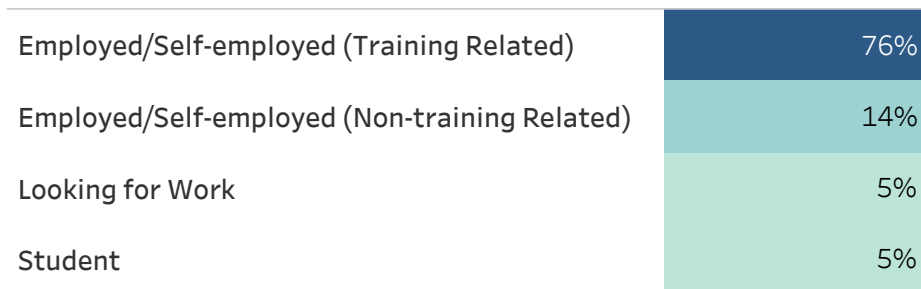 Employed/Self-employed (Training Related) 76%
Employed/Self-employed (Non-training Related) 14%
Looking for Work 5%
Student 5%